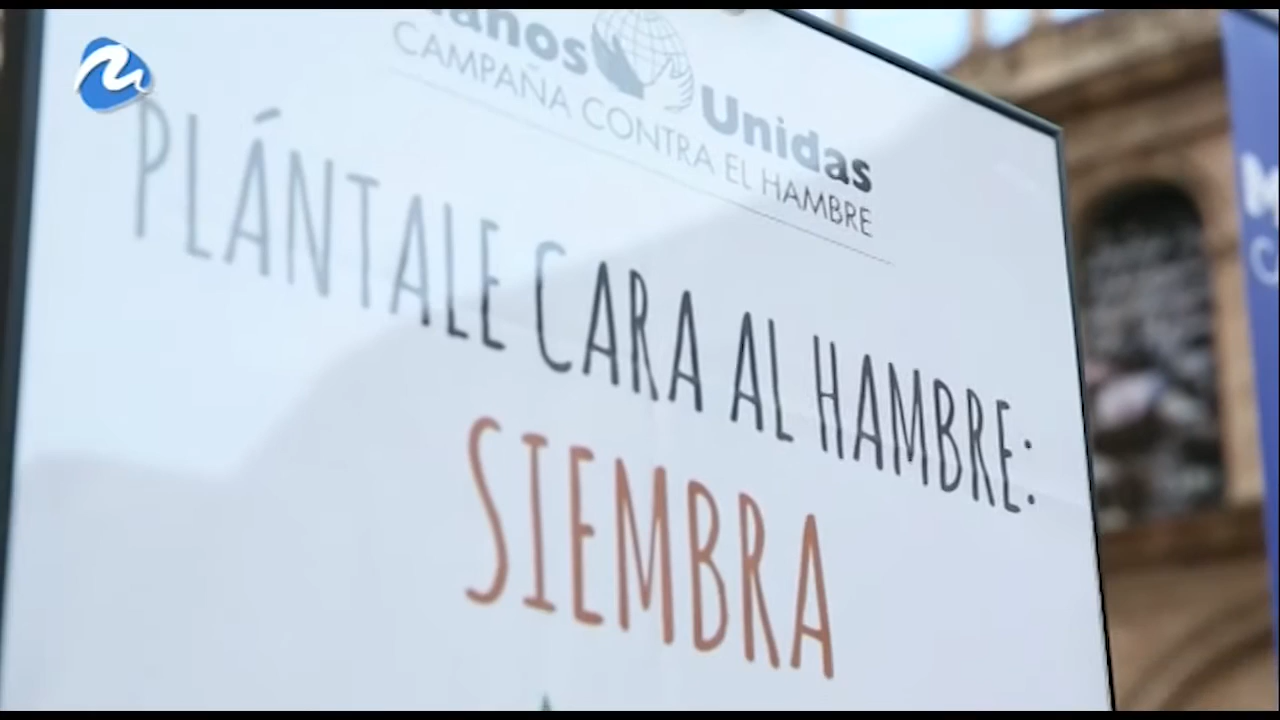 Unidas
CAMPAÑA CONTRA EL HAMBRE
PLÁNTALE CARA AL HAMBRE:
SIEMBRA